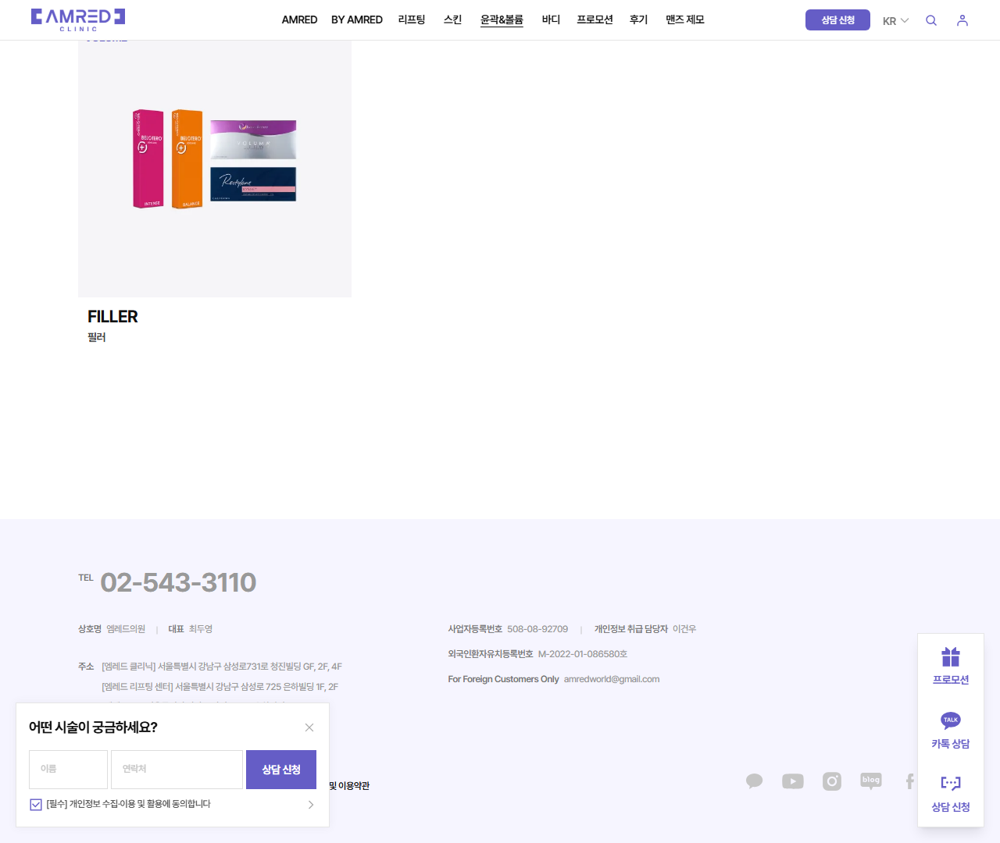 AMRED
CLINIC
AMRED BY AMRED 리프팅 스킨 윤곽&볼륨 바디 프로모션 후기 맨즈 제모
상담 신청
KR
BELOTERO
INTENSE
BELOTERO
BALANCE
VOLUMA
Restylane
FILLER
필러
TEL 02-543-3110
상호명 엠레드의원 | 대표 최두영
사업자등록번호 508-08-92709 | 개인정보 취급 담당자 이건우
외국인환자유치등록번호 M-2022-01-086580호
For Foreign Customers Only amredworld@gmail.com
주소 [엠레드 클리닉] 서울특별시 강남구 삼성로731로 청진빌딩 GF, 2F, 4F
[엠레드 리프팅 센터] 서울특별시 강남구 삼성로 725 은하빌딩 1F, 2F
및 이용약관
blog
어떤 시술이 궁금하세요?
이름
연락처
상담 신청
[필수] 개인정보 수집·이용 및 활용에 동의합니다
프로모션
TALK
카톡 상담
상담 신청